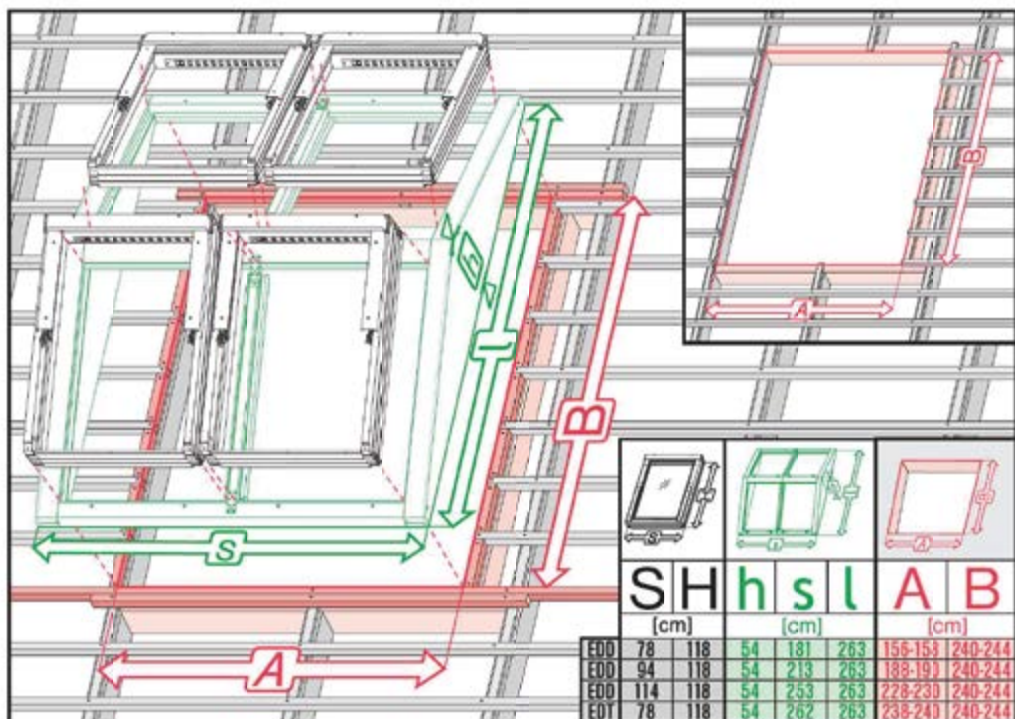 B
A
h
l
B
S
A
S H h s l A B
[cm] [cm] [cm]
EDD 78 118 54 181 263 156-158 240-244
EDD 94 118 54 213 263 188-190 240-244
EDD 114 118 54 253 263 228-230 240-244
EDT 78 118 54 262 263 238-240 240-244